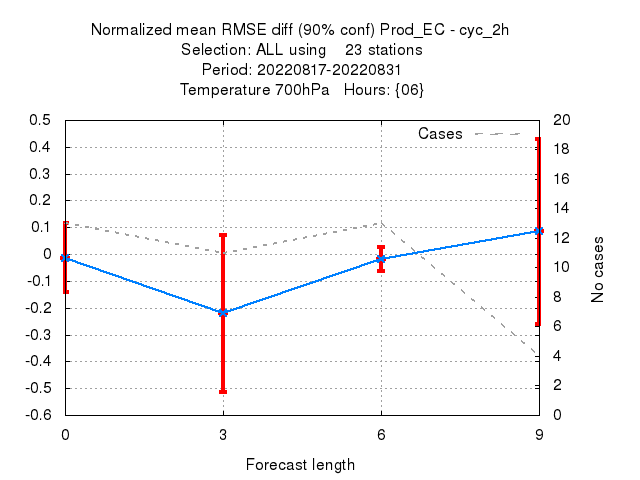 Normalized mean RMSE diff (90% conf) Prod_EC - cyc_2h
Selection: ALL using    23 stations
Period: 20220817-20220831
Temperature 700hPa   Hours: {06}
Cases
0.5
0.4
0.3
0.2
0.1
0
-0.1
-0.2
-0.3
-0.4
-0.5
-0.6
20
18
16
14
12
10
8
6
4
2
0
No cases
0 3 6 9
Forecast length